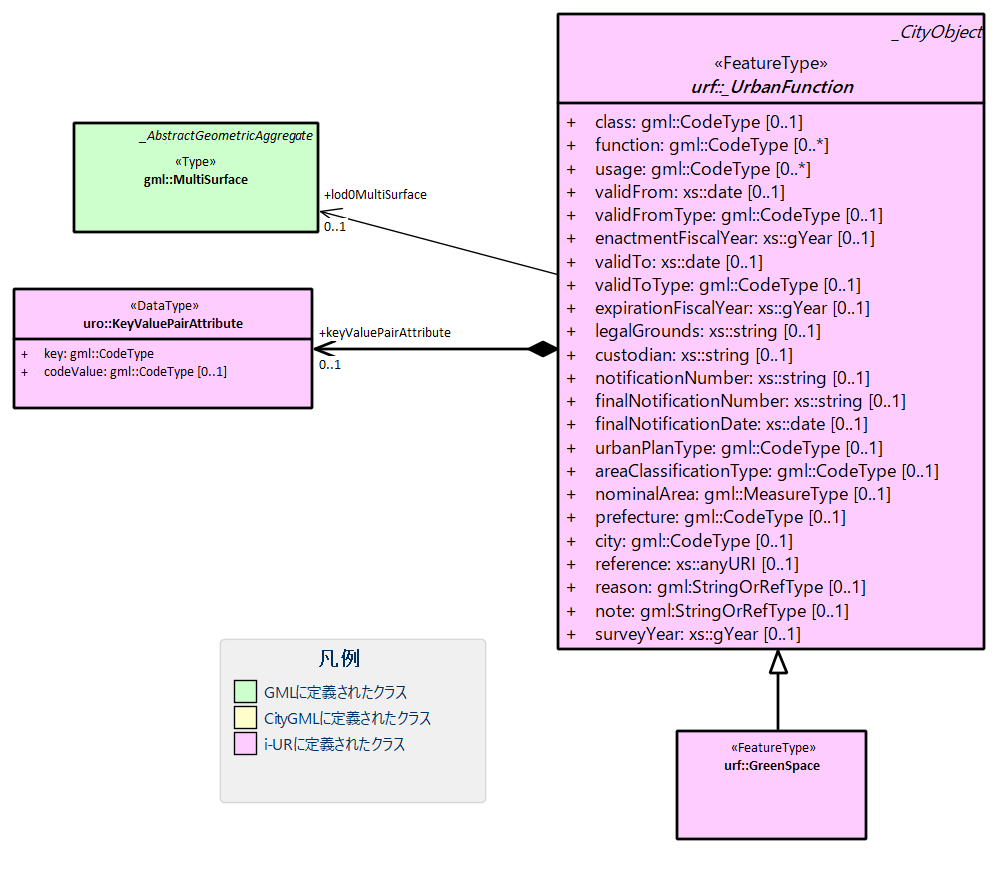 _CityObject
«FeatureType»
urf::_UrbanFunction
+ class: gml::CodeType [0..1]
+ function: gml::CodeType [0..*]
+ usage: gml::CodeType [0..*]
+ validFrom: xs::date [0..1]
+ validFromType: gml::CodeType [0..1]
+ enactmentFiscalYear: xs::gYear [0..1]
+ validTo: xs::date [0..1]
+ validToType: gml::CodeType [0..1]
+ expirationFiscalYear: xs::gYear [0..1]
+ legalGrounds: xs::string [0..1]
+ custodian: xs::string [0..1]
+ notificationNumber: xs::string [0..1]
+ finalNotificationNumber: xs::string [0..1]
+ finalNotificationDate: xs::date [0..1]
+ urbanPlanType: gml::CodeType [0..1]
+ areaClassificationType: gml::CodeType [0..1]
+ nominalArea: gml::MeasureType [0..1]
+ prefecture: gml::CodeType [0..1]
+ city: gml::CodeType [0..1]
+ reference: xs::anyURI [0..1]
+ reason: gml:StringOrRefType [0..1]
+ note: gml:StringOrRefType [0..1]
+ surveyYear: xs::gYear [0..1]
_AbstractGeometricAggregate
«Type»
gml::MultiSurface
+lod0MultiSurface
0..1
«DataType»
uro::KeyValuePairAttribute
+ key: gml::CodeType
+ codeValue: gml::CodeType [0..1]
+keyValuePairAttribute
0..1
凡例
GMLに定義されたクラス
CityGMLに定義されたクラス
i-URに定義されたクラス
«FeatureType»
urf::GreenSpace